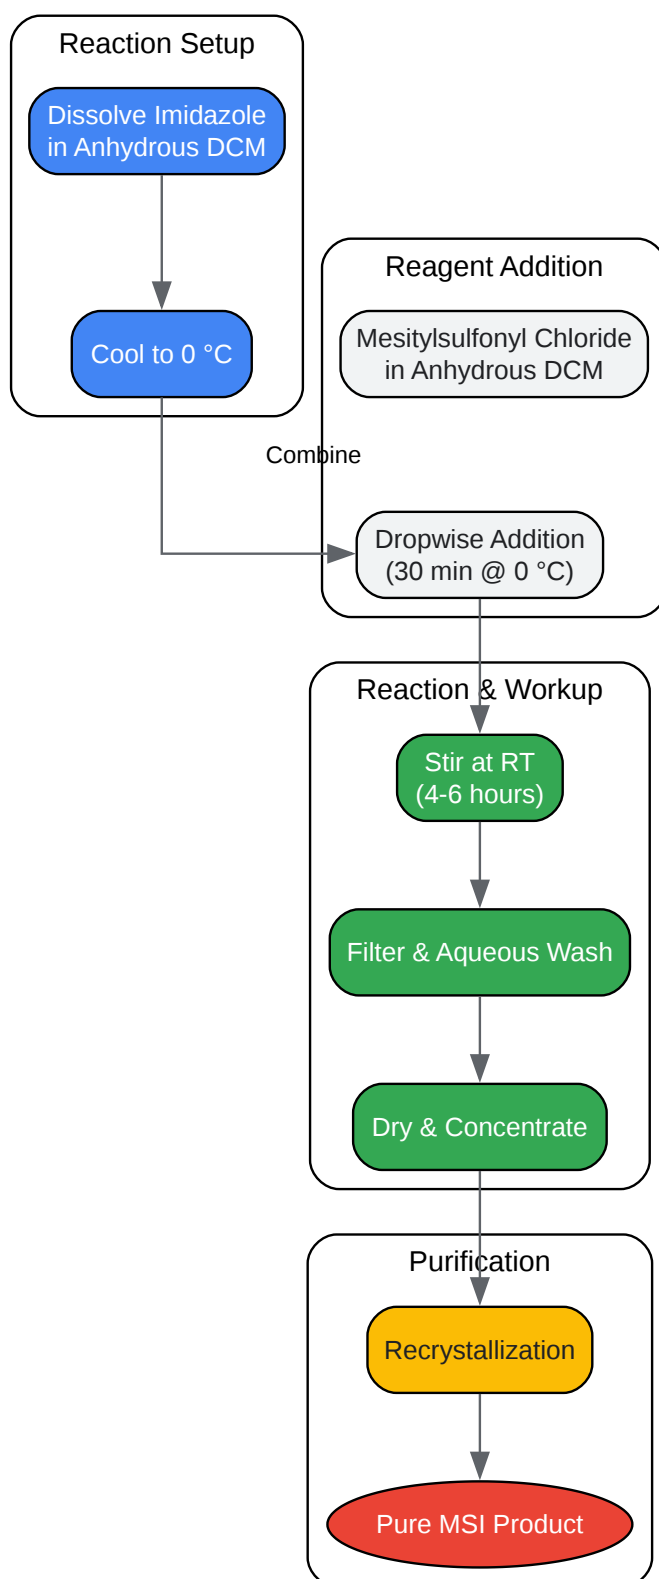 Reaction Setup
Dissolve Imidazole
in Anhydrous DCM
Cool to 0 °C
Reagent Addition
Mesitylsulfonyl Chloride
in Anhydrous DCM
Combine
Dropwise Addition
(30 min @ 0 °C)
Reaction & Workup
Stir at RT
(4-6 hours)
Filter & Aqueous Wash
Dry & Concentrate
Purification
Recrystallization
Pure MSI Product